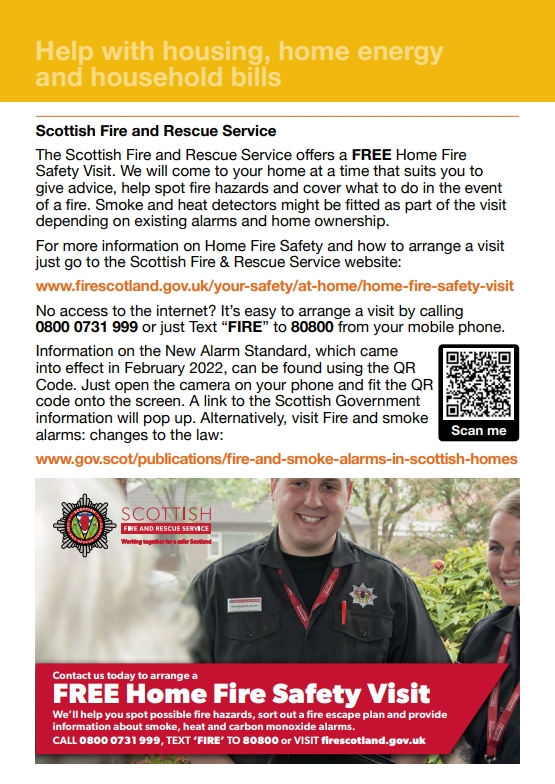 Help with housing, home energy
and household bills
Scottish Fire and Rescue Service
The Scottish Fire and Rescue Service offers a FREE Home Fire
Safety Visit. We will come to your home at a time that suits you to
give advice, help spot fire hazards and cover what to do in the event
of a fire. Smoke and heat detectors might be fitted as part of the visit
depending on existing alarms and home ownership.
For more information on Home Fire Safety and how to arrange a visit
just go to the Scottish Fire & Rescue Service website:
www.firescotland.gov.uk/your-safety/at-home/home-fire-safety-visit
No access to the internet? It’s easy to arrange a visit by calling
0800 0731 999 or just Text “FIRE” to 80800 from your mobile phone.
Information on the New Alarm Standard, which came
into effect in February 2022, can be found using the QR
Code. Just open the camera on your phone and fit the QR
code onto the screen. A link to the Scottish Government
information will pop up. Alternatively, visit Fire and smoke
alarms: changes to the law:
Scan me
www.gov.scot/publications/fire-and-smoke-alarms-in-scottish-homes
SCOTTISH
FIRE AND RESCUE SERVICE
Working together for a safer Scotland
Contact us today to arrange a
FREE Home Fire Safety Visit
We’ll help you spot possible fire hazards, sort out a fire escape plan and provide
information about smoke, heat and carbon monoxide alarms.
CALL 0800 0731 999, TEXT ‘FIRE’ TO 80800 or VISIT firescotland.gov.uk